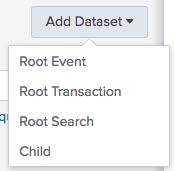 Add Dataset
Root Event
Root Transaction
Root Search
Child